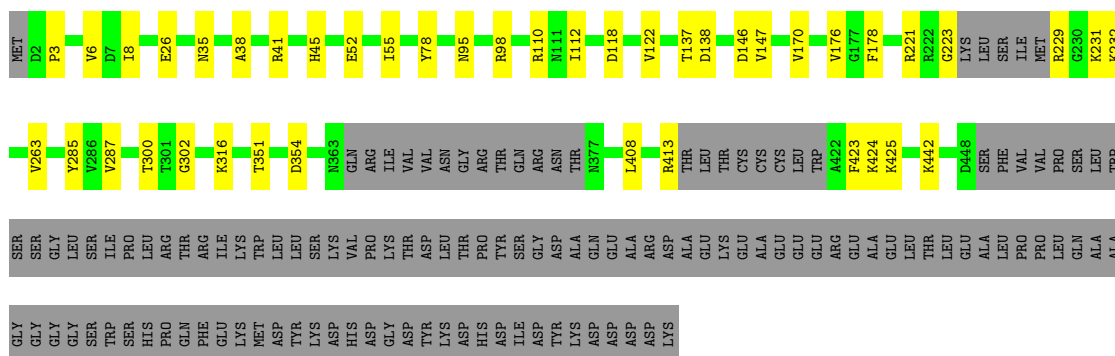 MET D2 P3 V6 D7 I8 E26 N35 A38 R41 H45 E52 I55 Y78 N95 R98 R110 N111 I112 D118 V122 T137 D138 D146 V147 V170 V176 G177 F178 R221 R222 G223 LYS LEU SER ILE MET R229 G230 K231 K232
V263 Y285 V286 V287 T300 T301 G302 K316 T351 D354 N363 GLN ARG ILE VAL VAL ASN GLY ARG THR GLN ARG ASN THR N377 L408 R413 THR LEU THR CYS CYS CYS LEU TRP A422 F423 K424 K425 K442 D448 SER PHE VAL VAL PRO SER LEU TRP
SER SER GLY LEU SER ILE PRO LEU ARG THR ARG ILE LYS TRP LEU LEU SER LYS VAL PRO LYS THR ASP LEU THR PRO TYR SER GLY ASP ALA GLN GLU ALA ARG ASP ALA GLU LYS GLU ALA GLU GLU GLU ARG GLU ALA GLU LEU THR LEU GLU ALA LEU PRO PRO LEU GLN ALA ALA
GLY GLY GLY GLY SER TRP SER HIS PRO GLN PHE GLU LYS MET ASP TYR LYS ASP HIS ASP GLY ASP TYR LYS ASP HIS ASP ILE ASP TYR LYS ASP ASP ASP ASP LYS